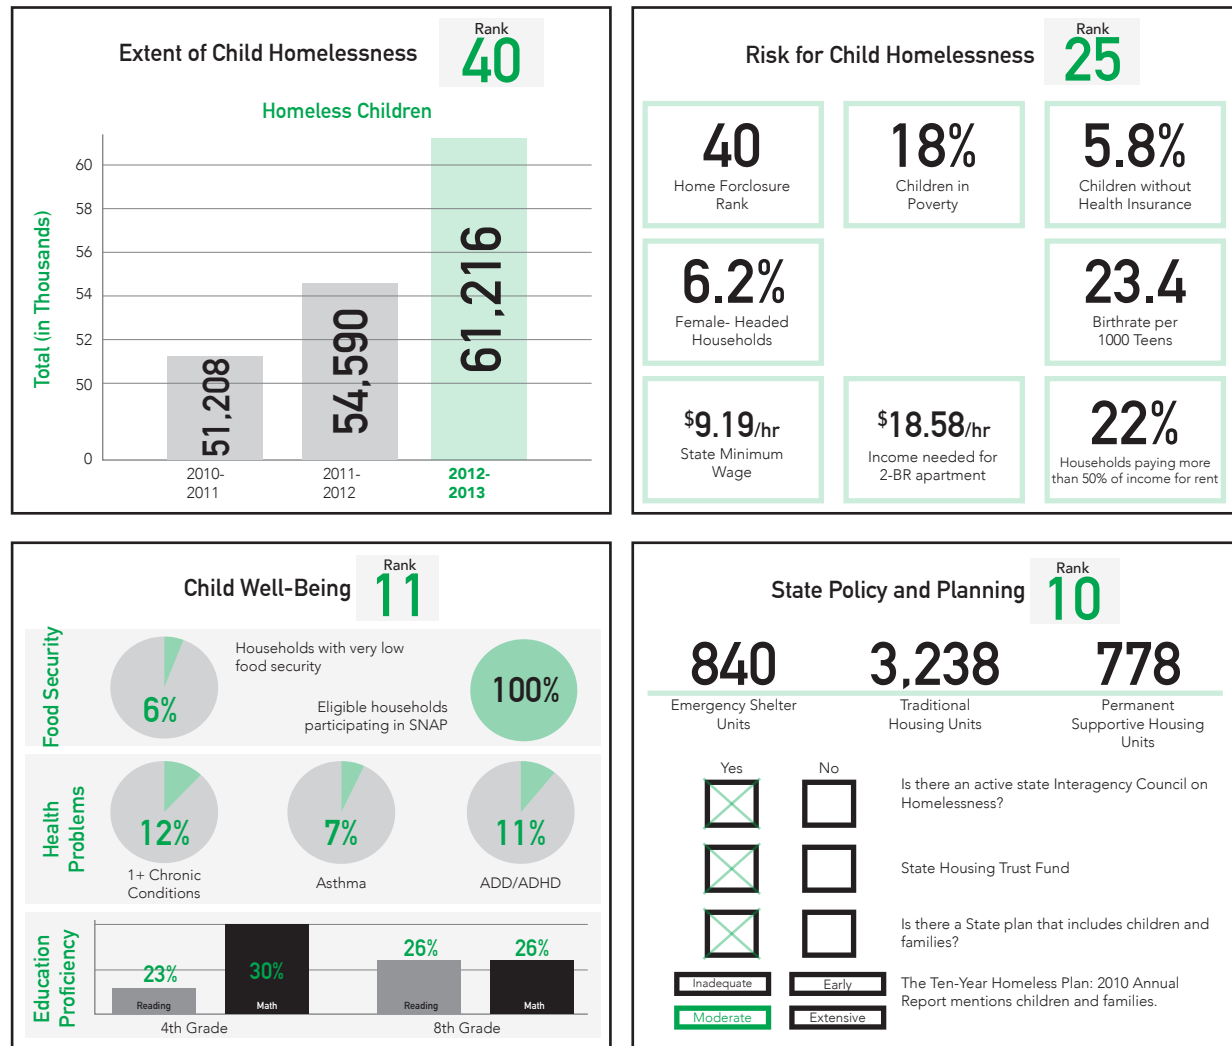 Extent of Child Homelessness
Rank
40
Homeless Children
Total (in Thousands)
60
58
56
54
52
50
0
51,208
54,590
61,216
2010-
2011
2011-
2012
2012-
2013
Risk for Child Homelessness
Rank
25
40
Home Forclosure
Rank
18%
Children in
Poverty
5.8%
Children without
Health Insurance
6.2%
Female- Headed
Households
23.4
Birthrate per
1000 Teens
$9.19/hr
State Minimum
Wage
$18.58/hr
Income needed for
2-BR apartment
22%
Households paying more
than 50% of income for rent
Child Well-Being
Rank
11
Food Security
6%
Households with very low
food security
Eligible households
participating in SNAP
100%
Health
Problems
12%
1+ Chronic
Conditions
7%
Asthma
11%
ADD/ADHD
Education
Proficiency
23%
Reading
30%
Math
4th Grade
26%
Reading
26%
Math
8th Grade
State Policy and Planning
Rank
10
840
Emergency Shelter
Units
3,238
Traditional
Housing Units
778
Permanent
Supportive Housing
Units
Yes
No
Is there an active state Interagency Council on
Homelessness?
State Housing Trust Fund
Is there a State plan that includes children and
families?
Inadequate
Early
Moderate
Extensive
The Ten-Year Homeless Plan: 2010 Annual
Report mentions children and families.